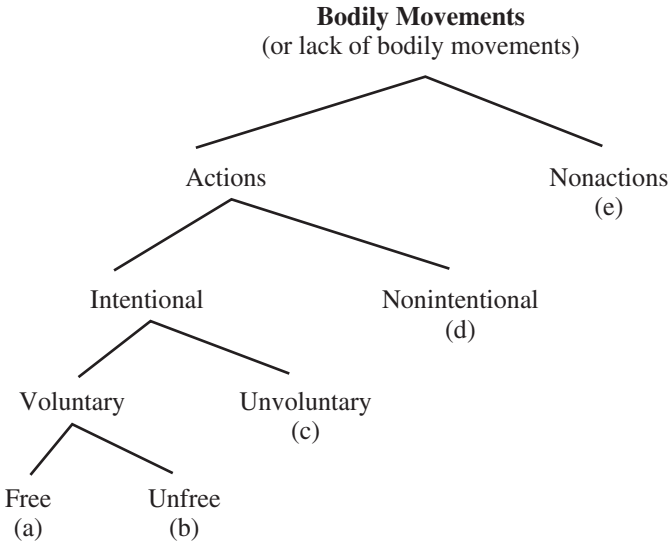 Bodily Movements
(or lack of bodily movements)
Actions
Nonactions
(e)
Intentional
Nonintentional
(d)
Voluntary
Unvoluntary
(c)
Free
(a)
Unfree
(b)